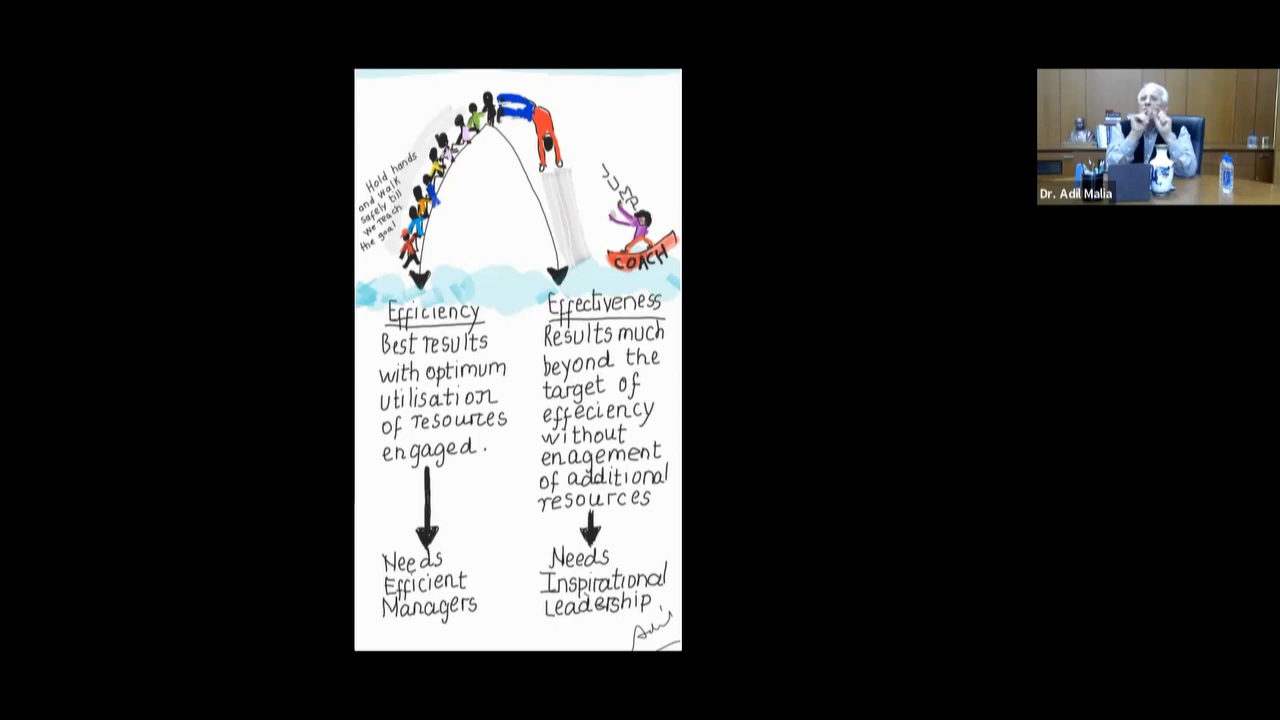 Hold hands
and walk
safely till
we reach
the goal
JUMP
COACH
Efficiency
Best results
with optimum
utilisation
of resources
engaged.
Needs
Efficient
Managers
Effectiveness
Results much
beyond the
target of
effeciency
without
enagement
of additional
resources
Needs
Inspirational
Leadership.
Adil
Dr. Adil Malia